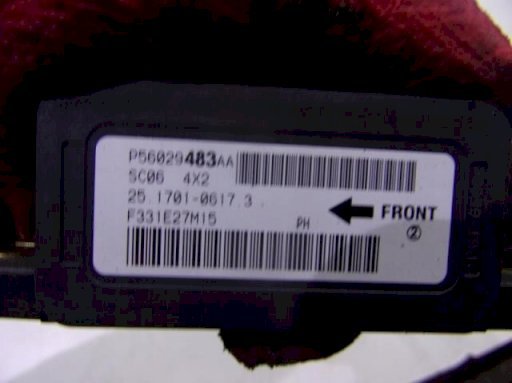 P56029483AA
SC06 4X2
25.1701-0617.3
F331E27M15
PH
FRONT
②